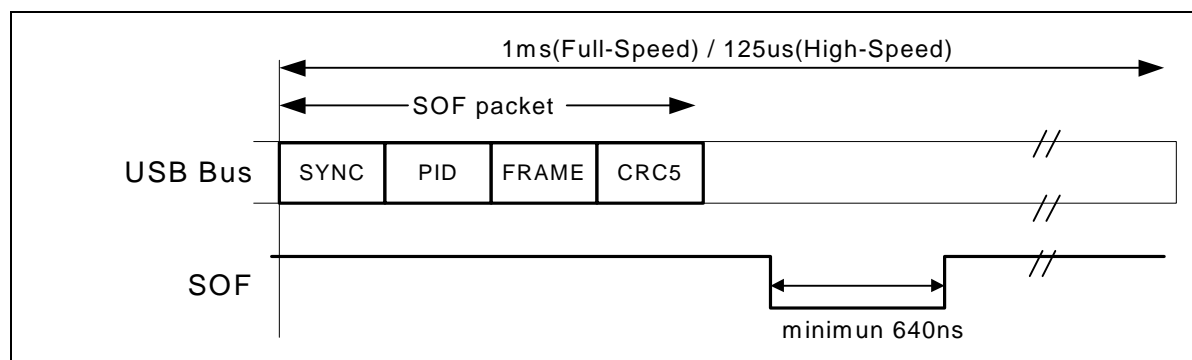 1ms(Full-Speed) / 125us(High-Speed)
SOF packet
USB Bus
SYNC
PID
FRAME
CRC5
SOF
minimun 640ns